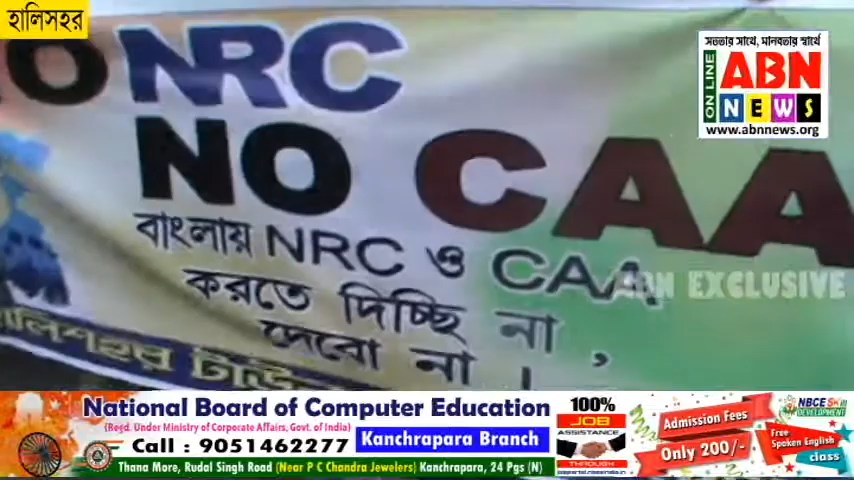 হালিসহর
সততার সাথে, মানবতার স্বার্থে
ON LINE
ABN
NEWS
www.abnnews.org
NRC
NO CAA
বাংলায় NRC ও CAA
করতে দিচ্ছি না ,
দেবো না ।
ABN EXCLUSIVE
হালিশহর টাউন
National Board of Computer Education
(Regd. Under Ministry of Corporate Affairs, Govt. of India)
Call : 9051462277
Kanchrapara Branch
Thana More, Rudal Singh Road (Near P C Chandra Jewelers) Kanchrapara, 24 Pgs (N)
100%
JOB
ASSISTANCE
THROUGH
NBCE SKILL
DEVELOPMENT
Admission Fees
Only 200/-
Free
Spoken English
class